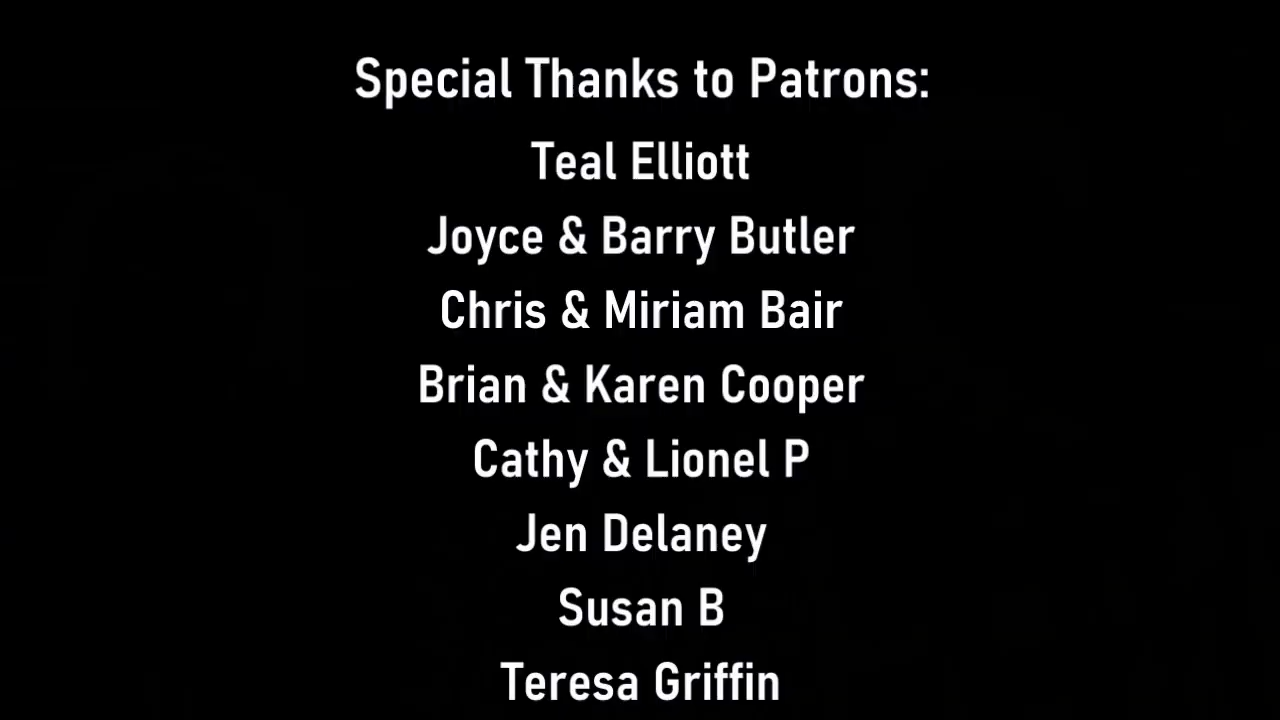 Special Thanks to Patrons:
Teal Elliott
Joyce & Barry Butler
Chris & Miriam Bair
Brian & Karen Cooper
Cathy & Lionel P
Jen Delaney
Susan B
Teresa Griffin